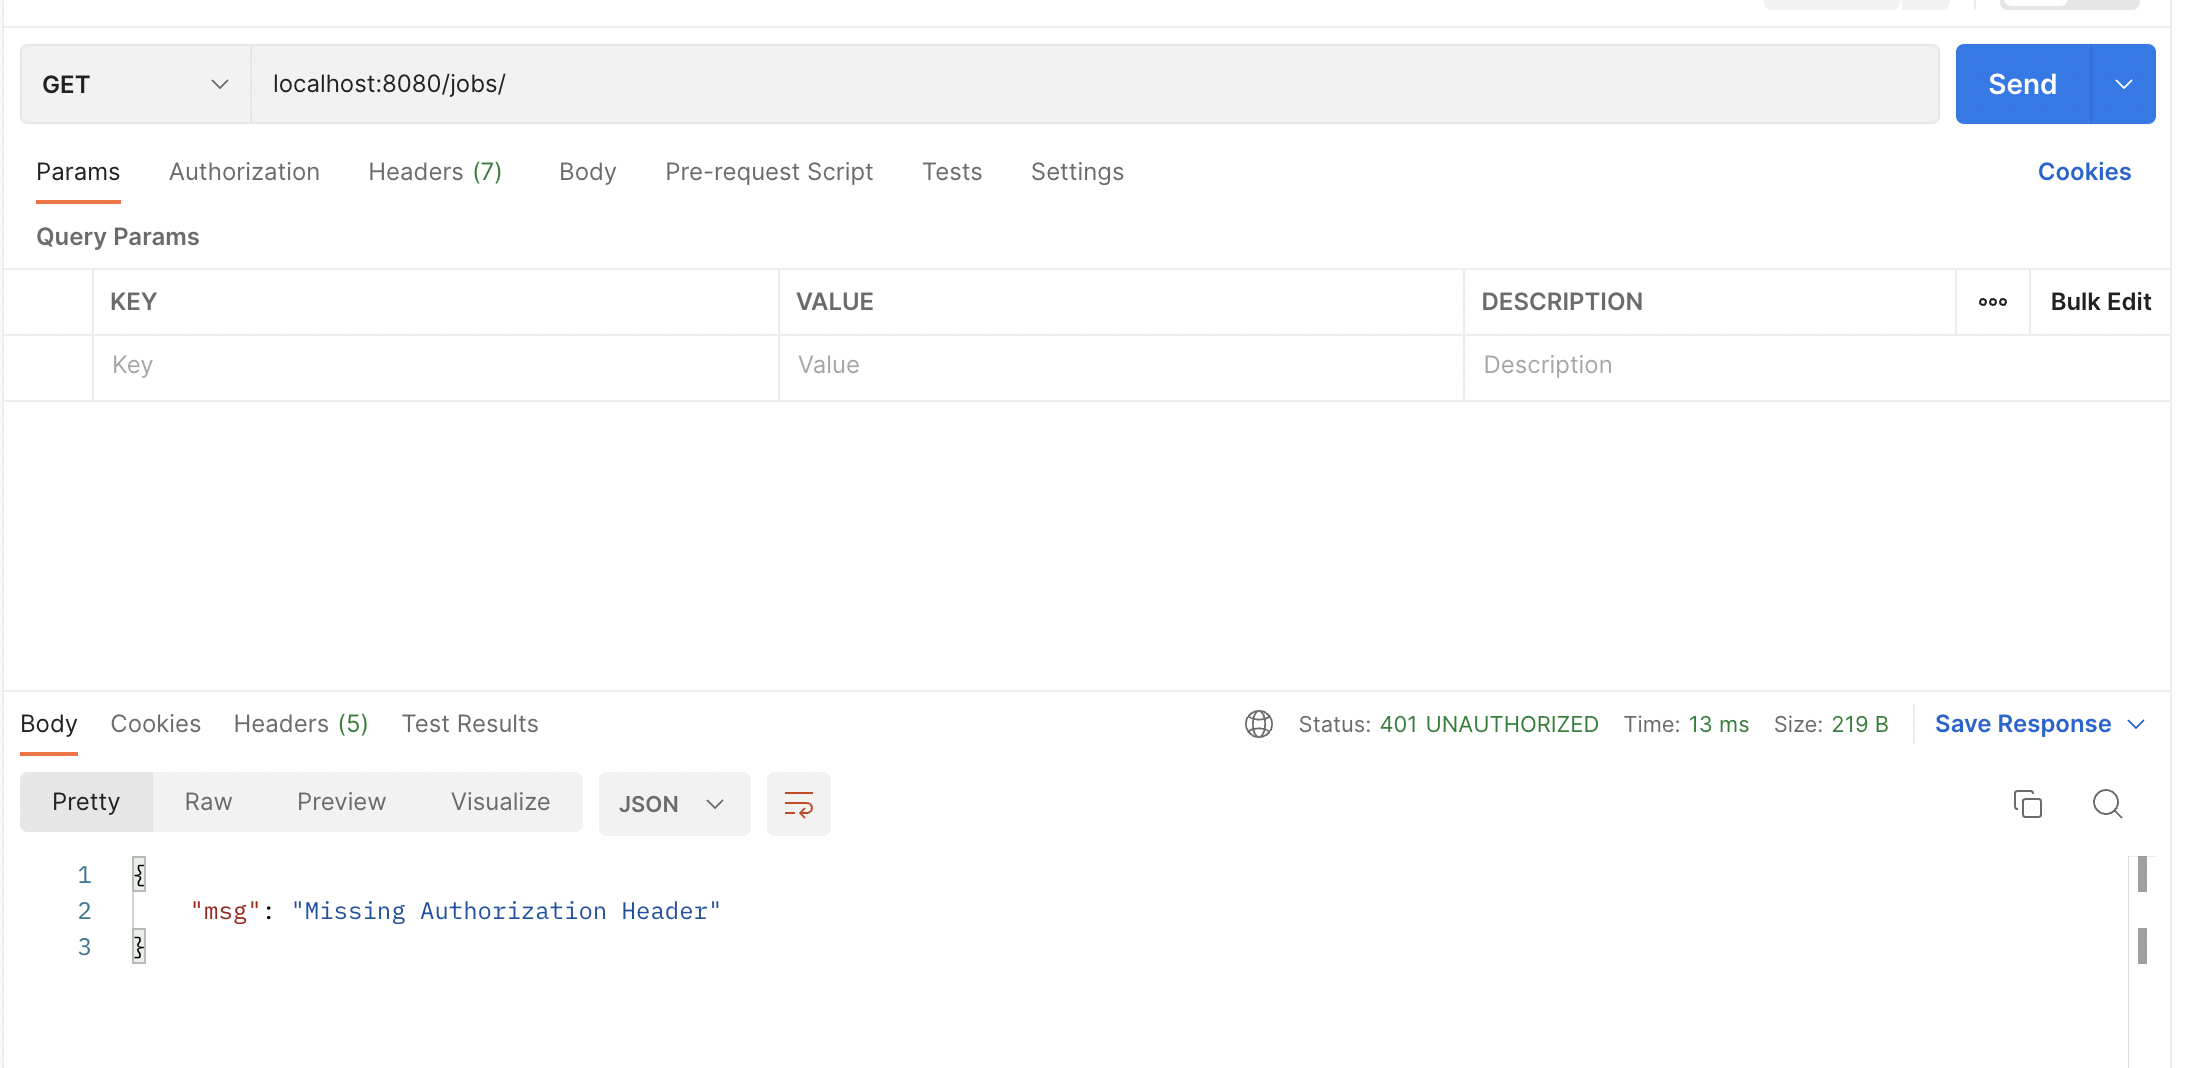 GET localhost:8080/jobs/ Send
Params Authorization Headers (7) Body Pre-request Script Tests Settings Cookies
Query Params
KEY VALUE DESCRIPTION ooo Bulk Edit
Key Value Description
Body Cookies Headers (5) Test Results Status: 401 UNAUTHORIZED Time: 13 ms Size: 219 B Save Response
Pretty Raw Preview Visualize JSON
1 {
2 "msg": "Missing Authorization Header"
3 }